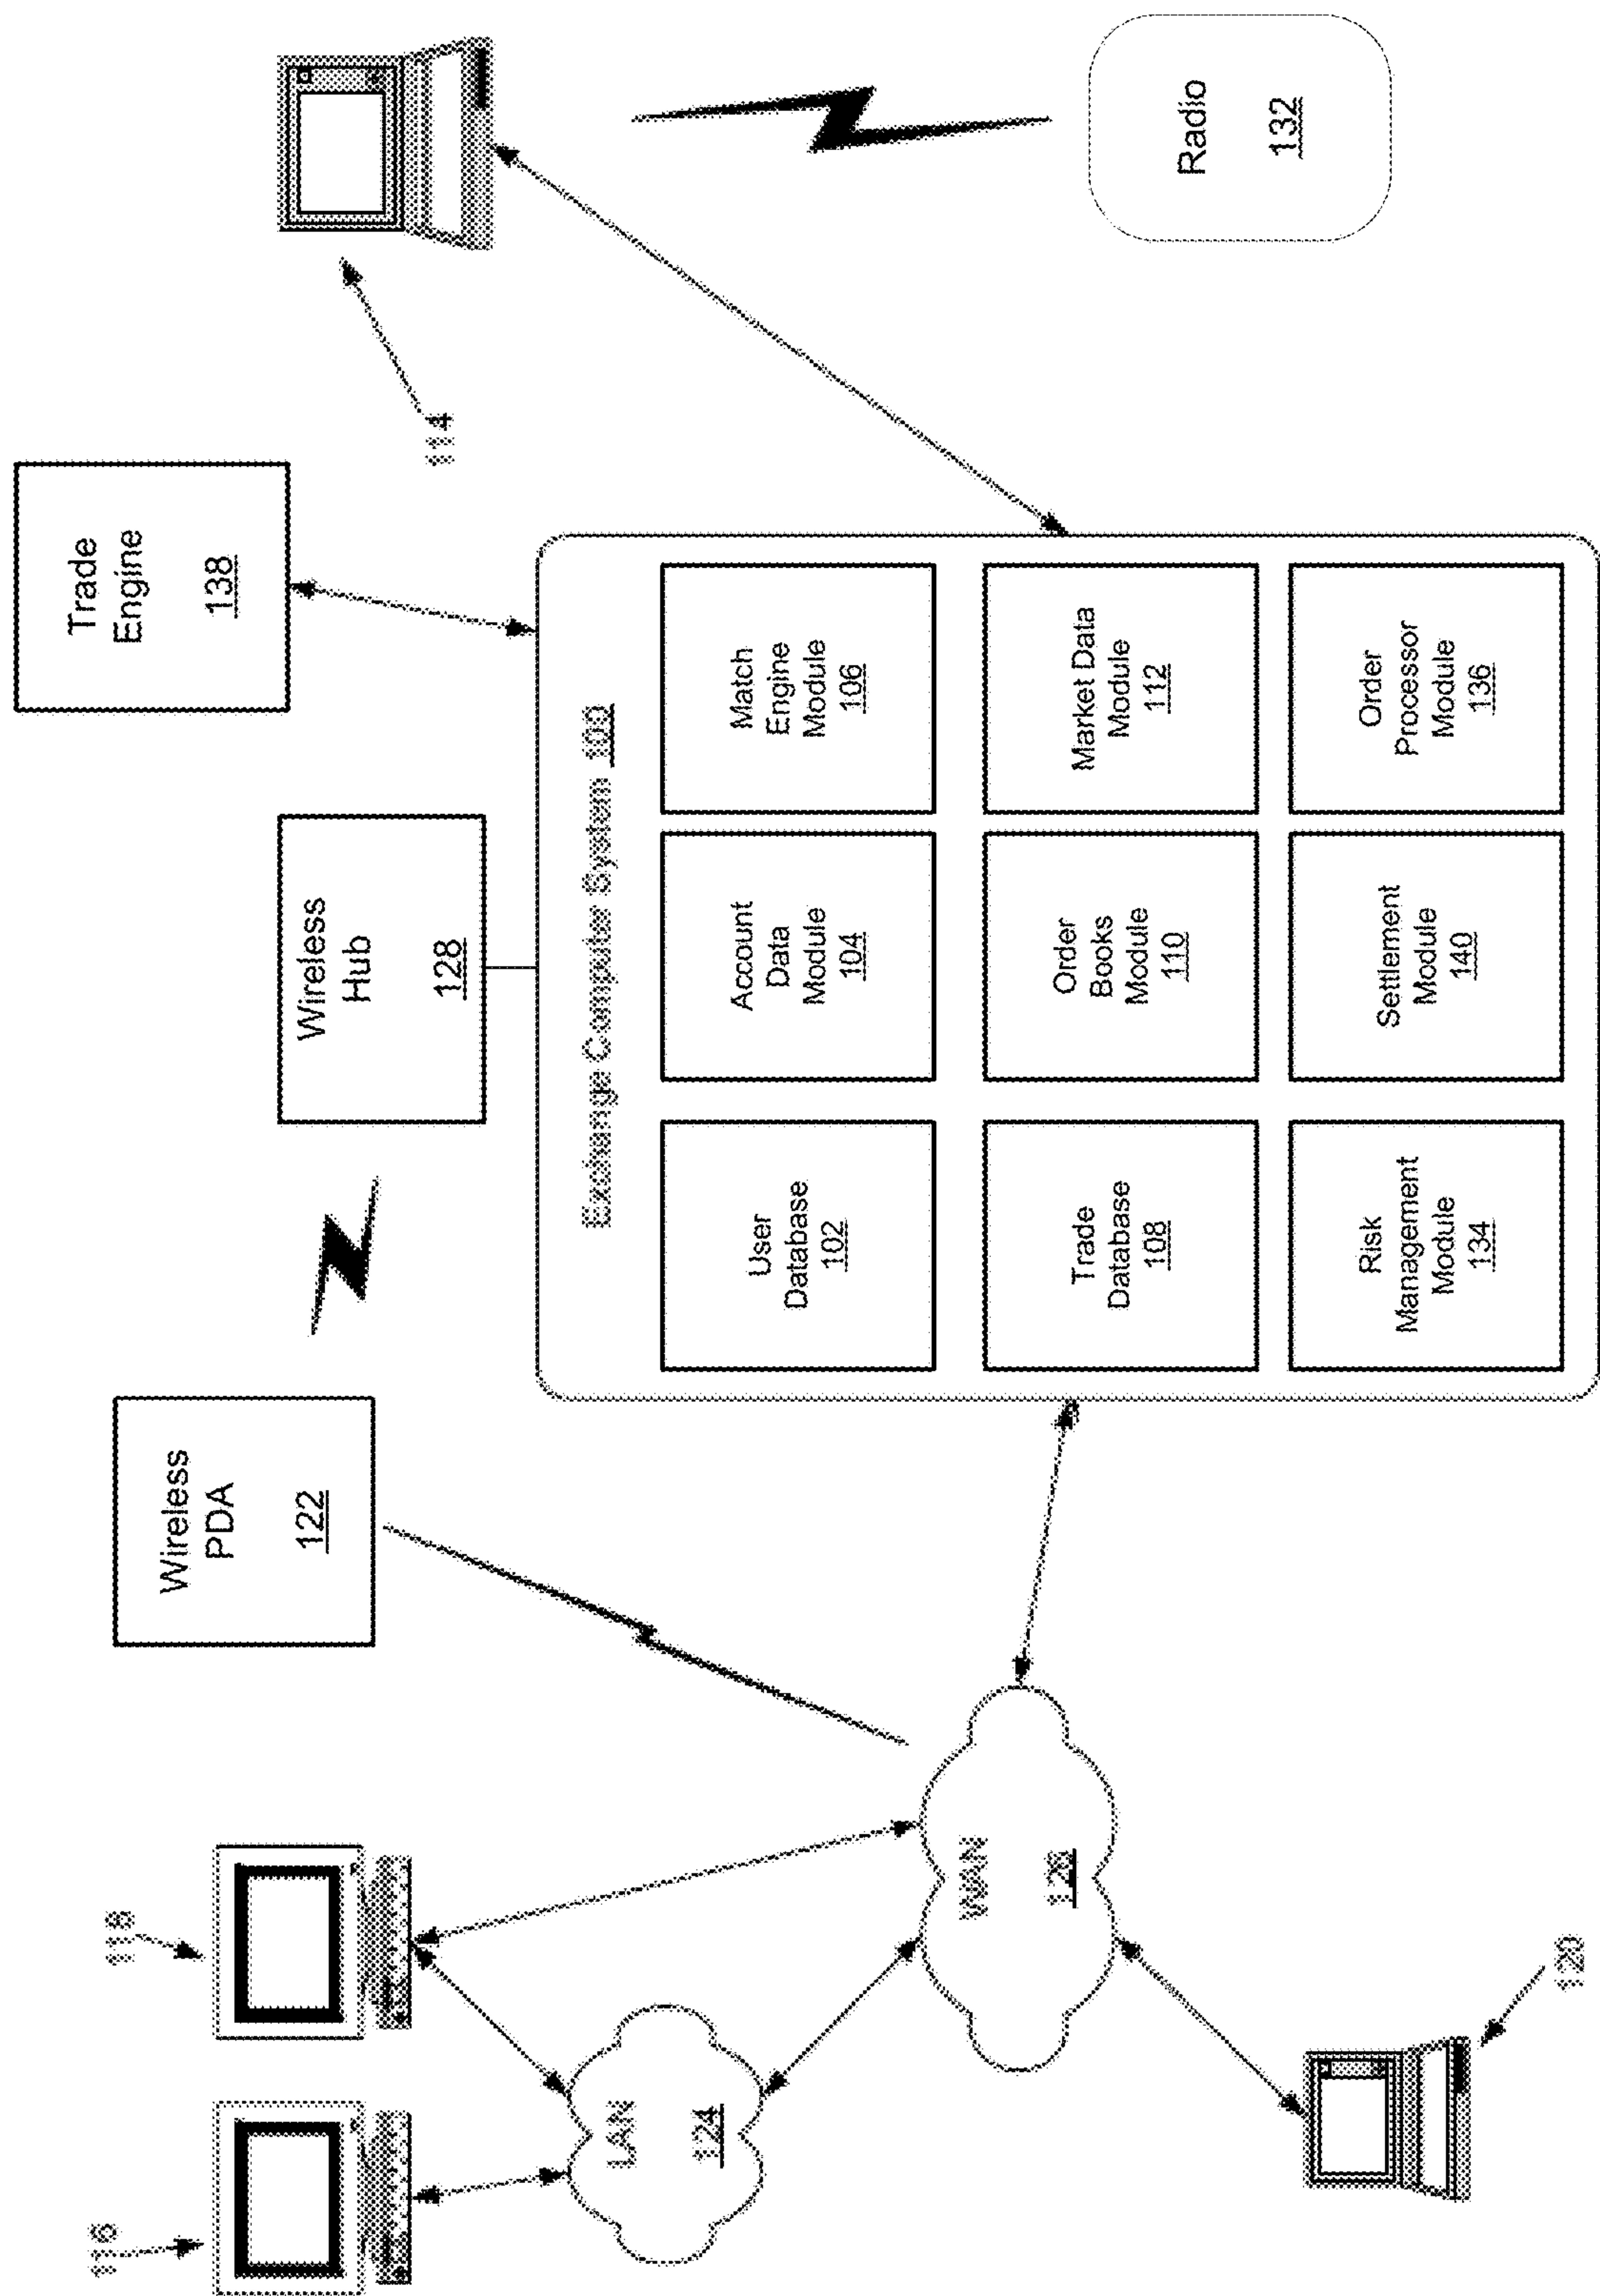 116
118
Wireless
PDA
122
Wireless
Hub
128
Trade
Engine
138
114
Exchange Computer System 100
User
Database
102
Account
Data
Module
104
Match
Engine
Module
106
Trade
Database
108
Order
Books
Module
110
Market Data
Module
112
Risk
Management
Module
134
Settlement
Module
140
Order
Processor
Module
136
LAN
124
WAN
126
120
Radio
132